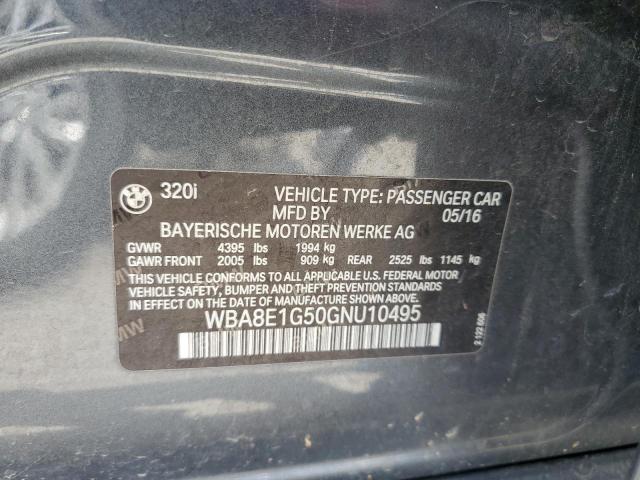 BMW
320i
VEHICLE TYPE: PASSENGER CAR
MFD BY 05/16
BAYERISCHE MOTOREN WERKE AG
GVWR 4395 lbs 1994 kg
GAWR FRONT 2005 lbs 909 kg REAR 2525 lbs 1145 kg
THIS VEHICLE CONFORMS TO ALL APPLICABLE U.S. FEDERAL MOTOR
VEHICLE SAFETY, BUMPER AND THEFT PREVENTION STANDARDS
IN EFFECT ON THE DATE OF MANUFACTURE SHOWN ABOVE.
WBA8E1G50GNU10495